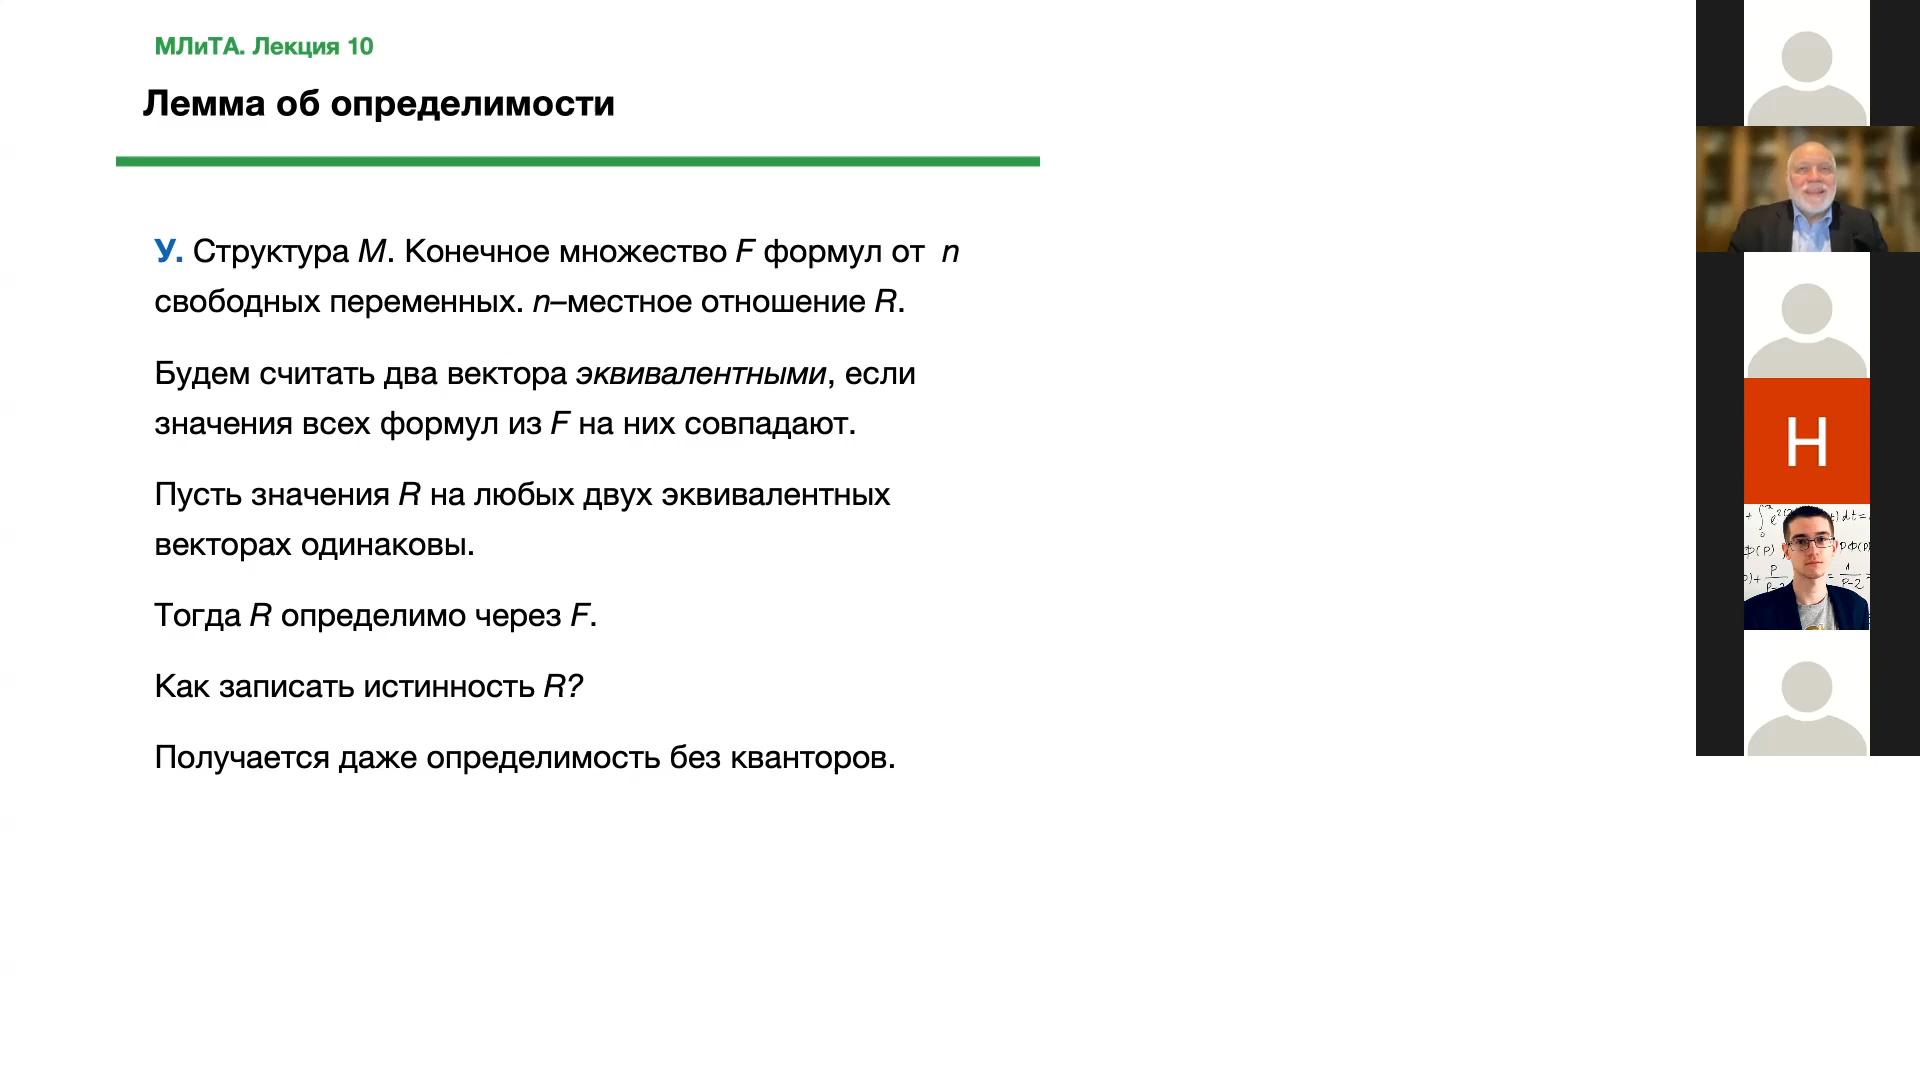 МЛиТА. Лекция 10
Лемма об определимости
У. Структура M. Конечное множество F формул от n
свободных переменных. n–местное отношение R.
Будем считать два вектора эквивалентными, если
значения всех формул из F на них совпадают.
Пусть значения R на любых двух эквивалентных
векторах одинаковы.
Тогда R определимо через F.
Как записать истинность R?
Получается даже определимость без кванторов.
H